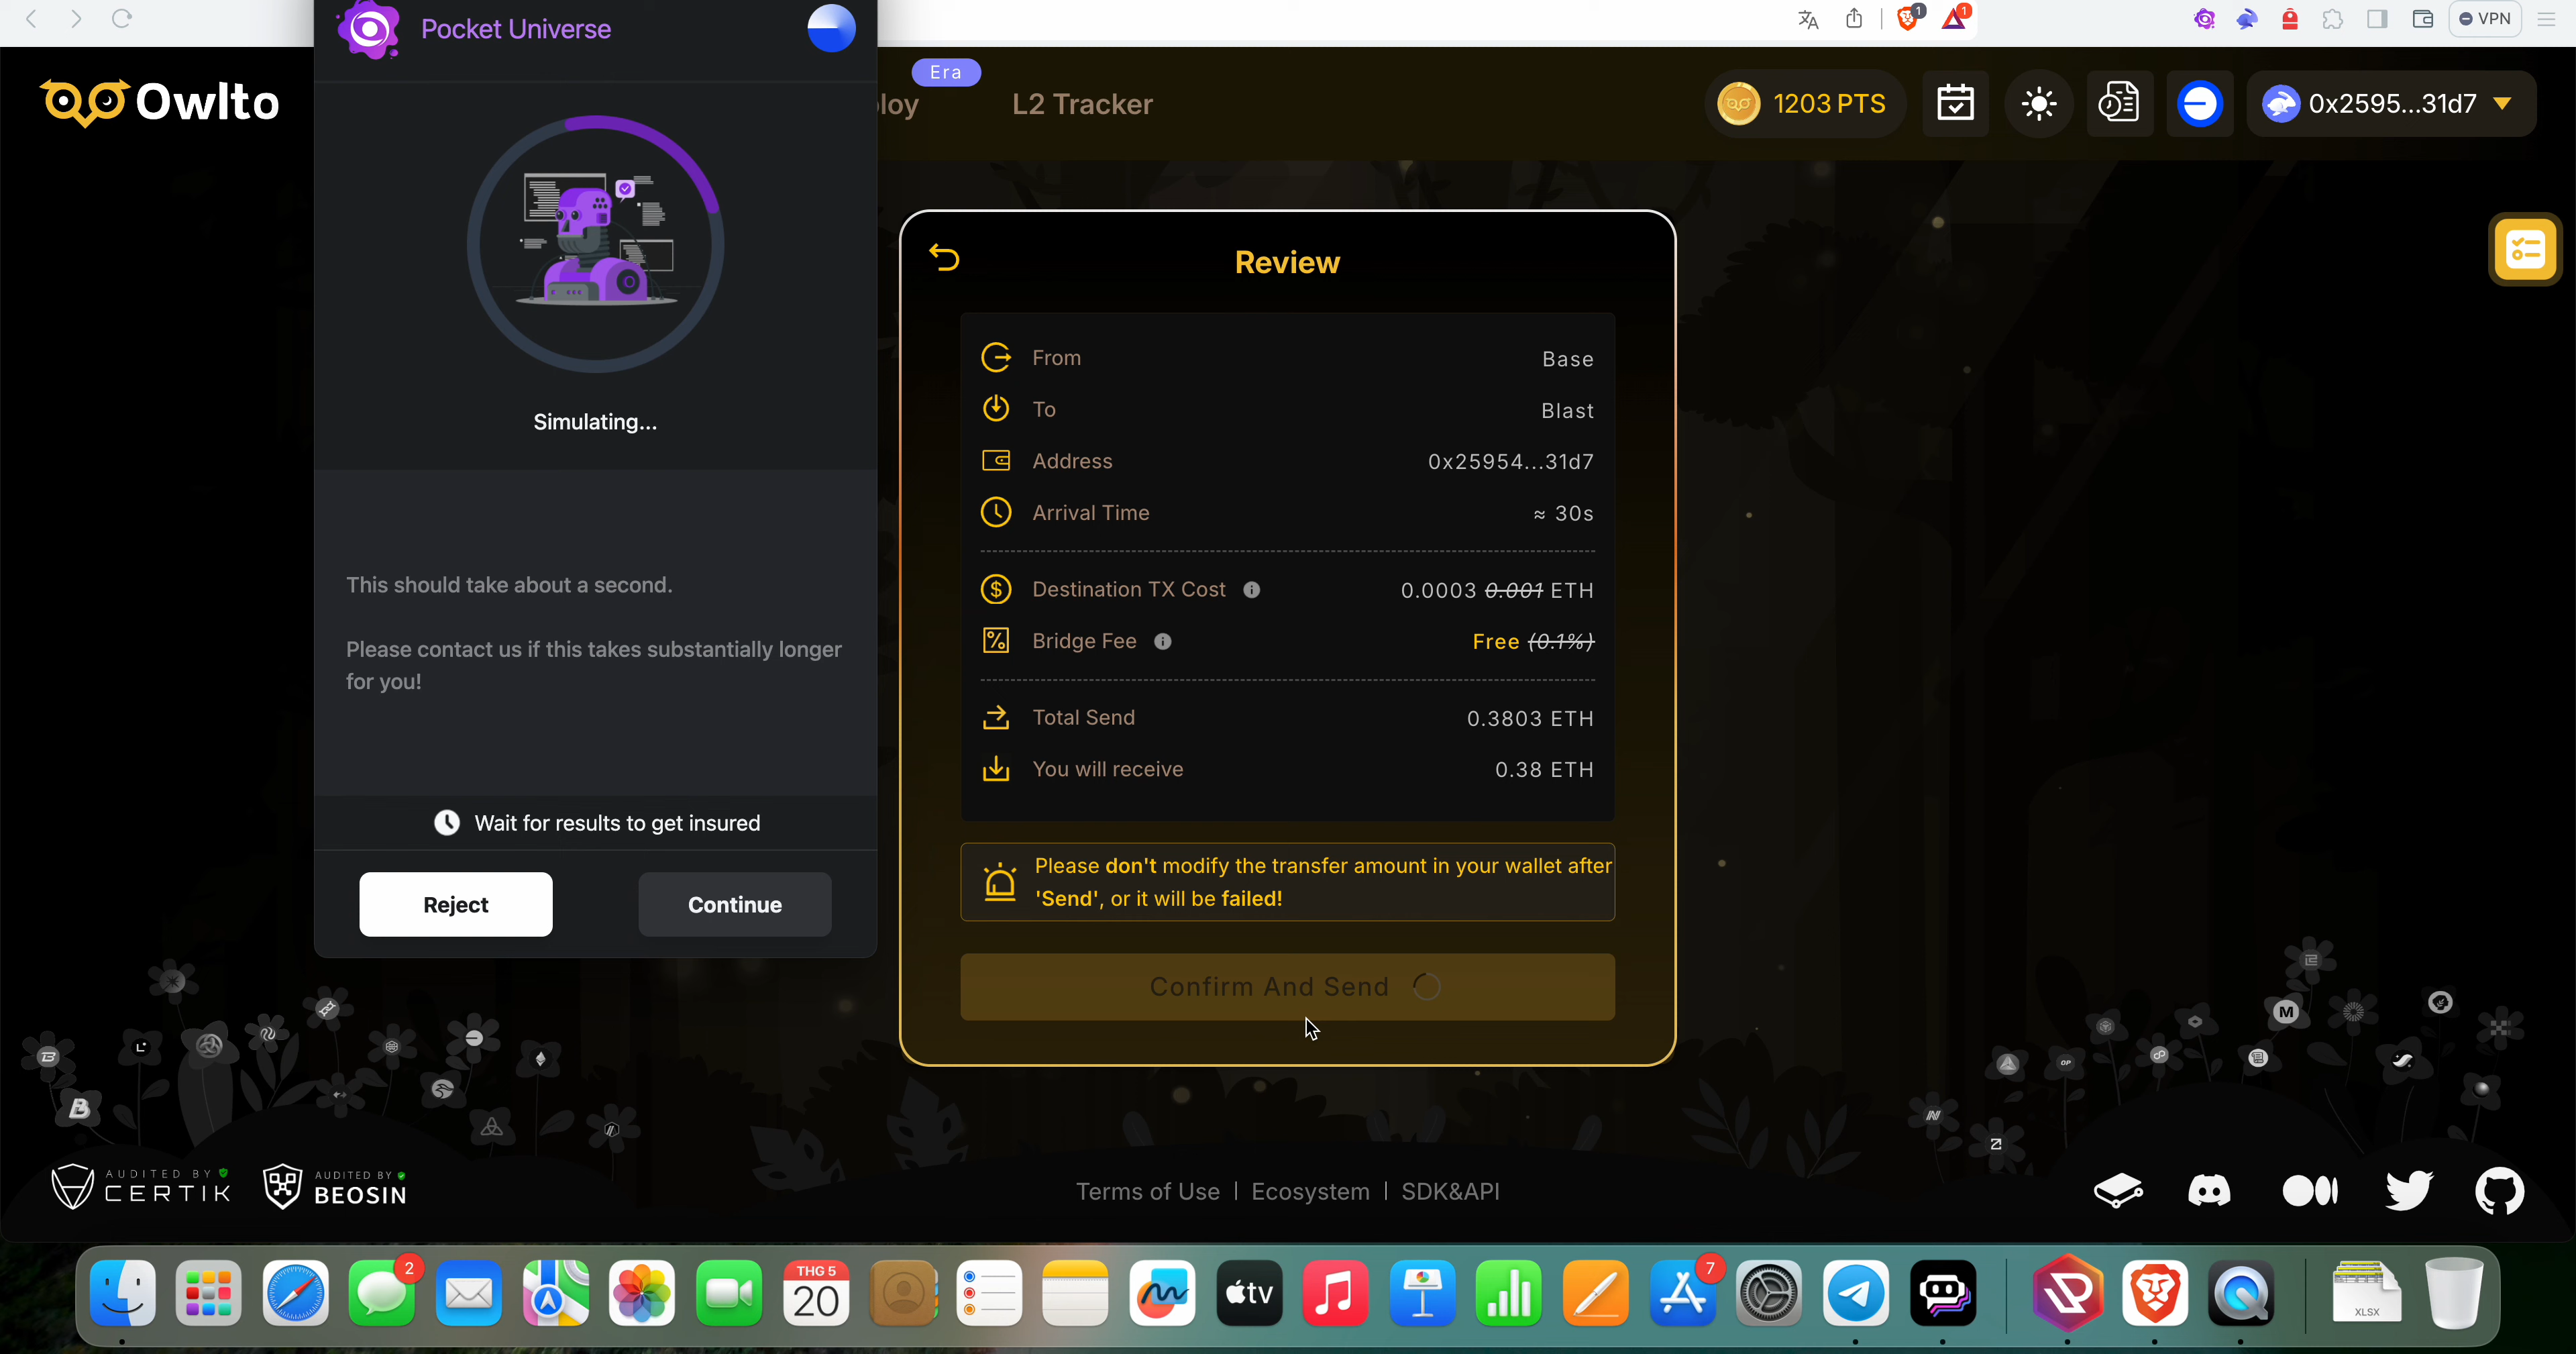 Pocket Universe
1
1
VPN
Owlto
loy
Era
L2 Tracker
1203 PTS
0x2595...31d7
Simulating...
This should take about a second.
Please contact us if this takes substantially longer
for you!
Wait for results to get insured
Reject
Continue
Review
From
Base
To
Blast
Address
0x25954...31d7
Arrival Time
≈ 30s
Destination TX Cost
0.0003 0.001 ETH
Bridge Fee
Free (0.1%)
Total Send
0.3803 ETH
You will receive
0.38 ETH
Please don't modify the transfer amount in your wallet after
'Send', or it will be failed!
Confirm And Send
AUDITED BY
CERTIK
AUDITED BY
BEOSIN
Terms of Use | Ecosystem | SDK&API
2
THG 5
20
tv
7
XLSX